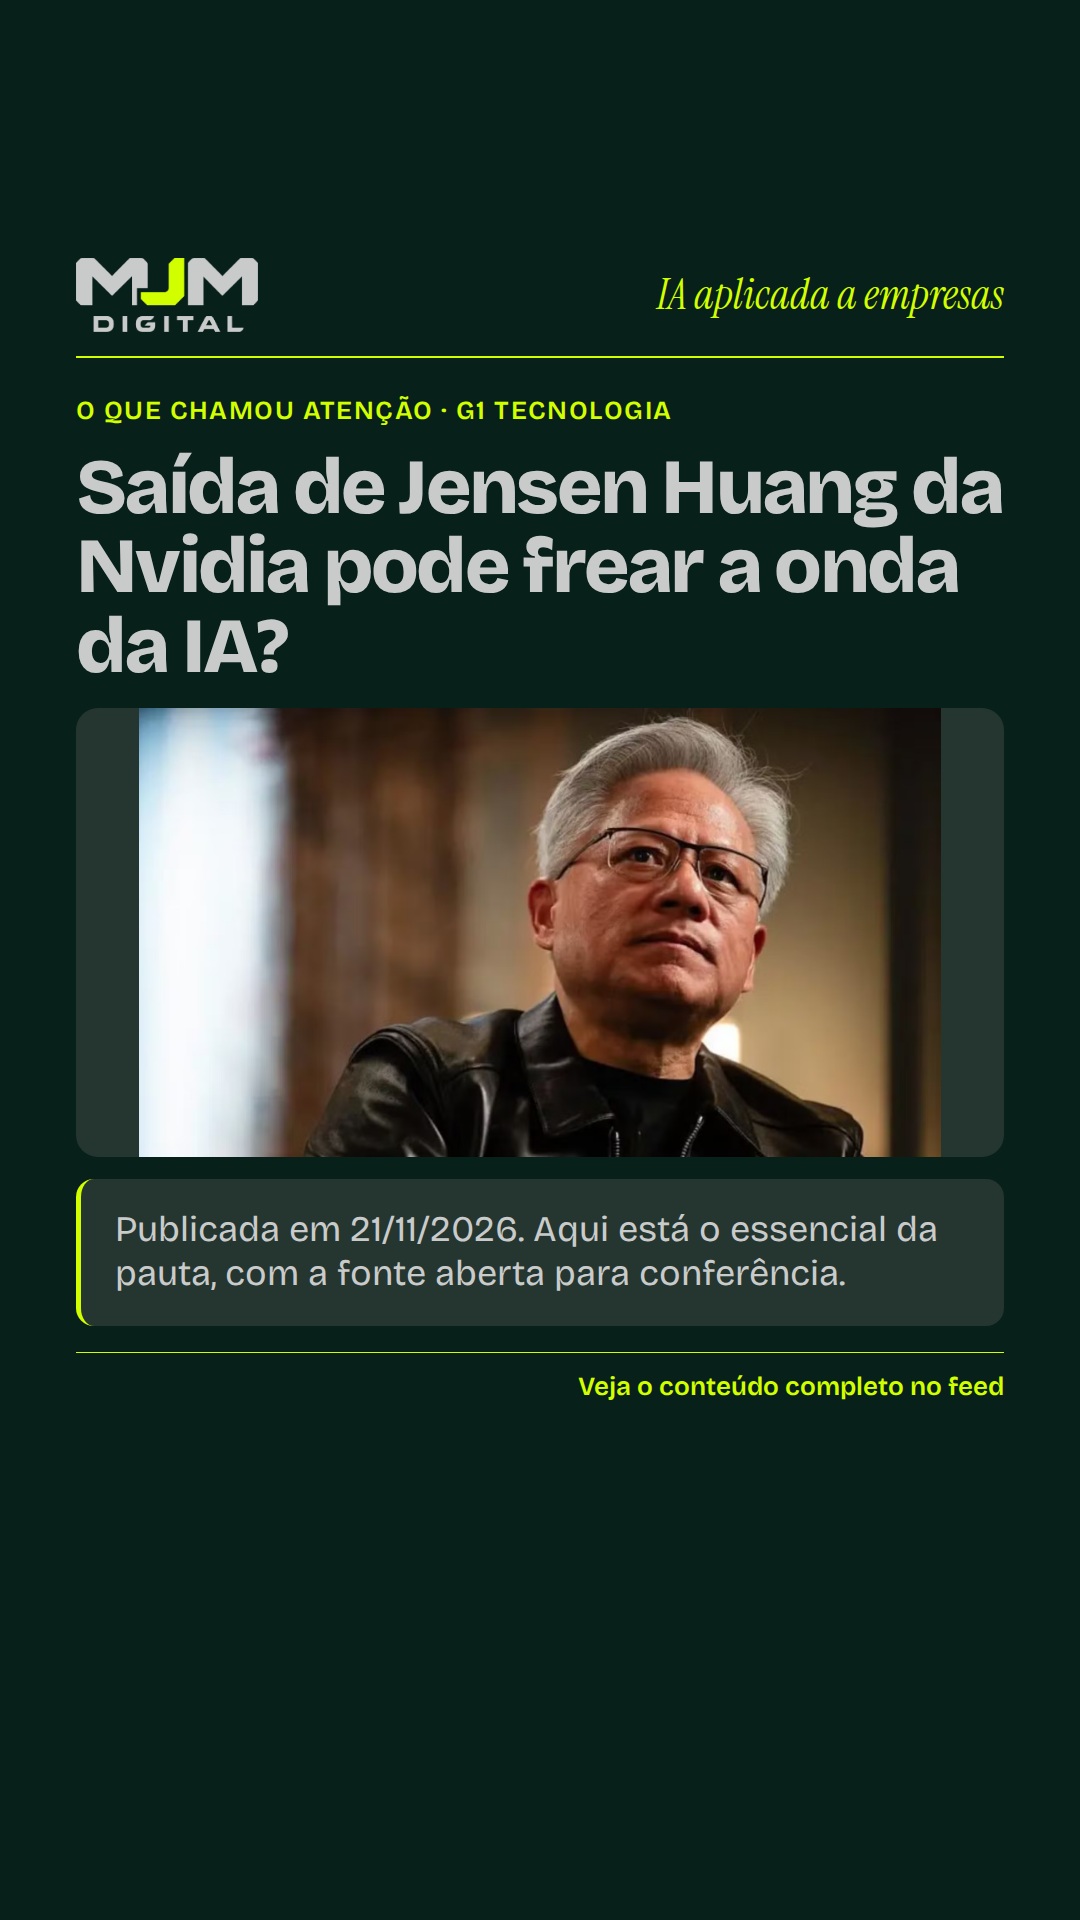 MJM
DIGITAL
IA aplicada a empresas
O QUE CHAMOU ATENÇÃO · G1 TECNOLOGIA
Saída de Jensen Huang da
Nvidia pode frear a onda
da IA?
Publicada em 21/11/2026. Aqui está o essencial da
pauta, com a fonte aberta para conferência.
Veja o conteúdo completo no feed